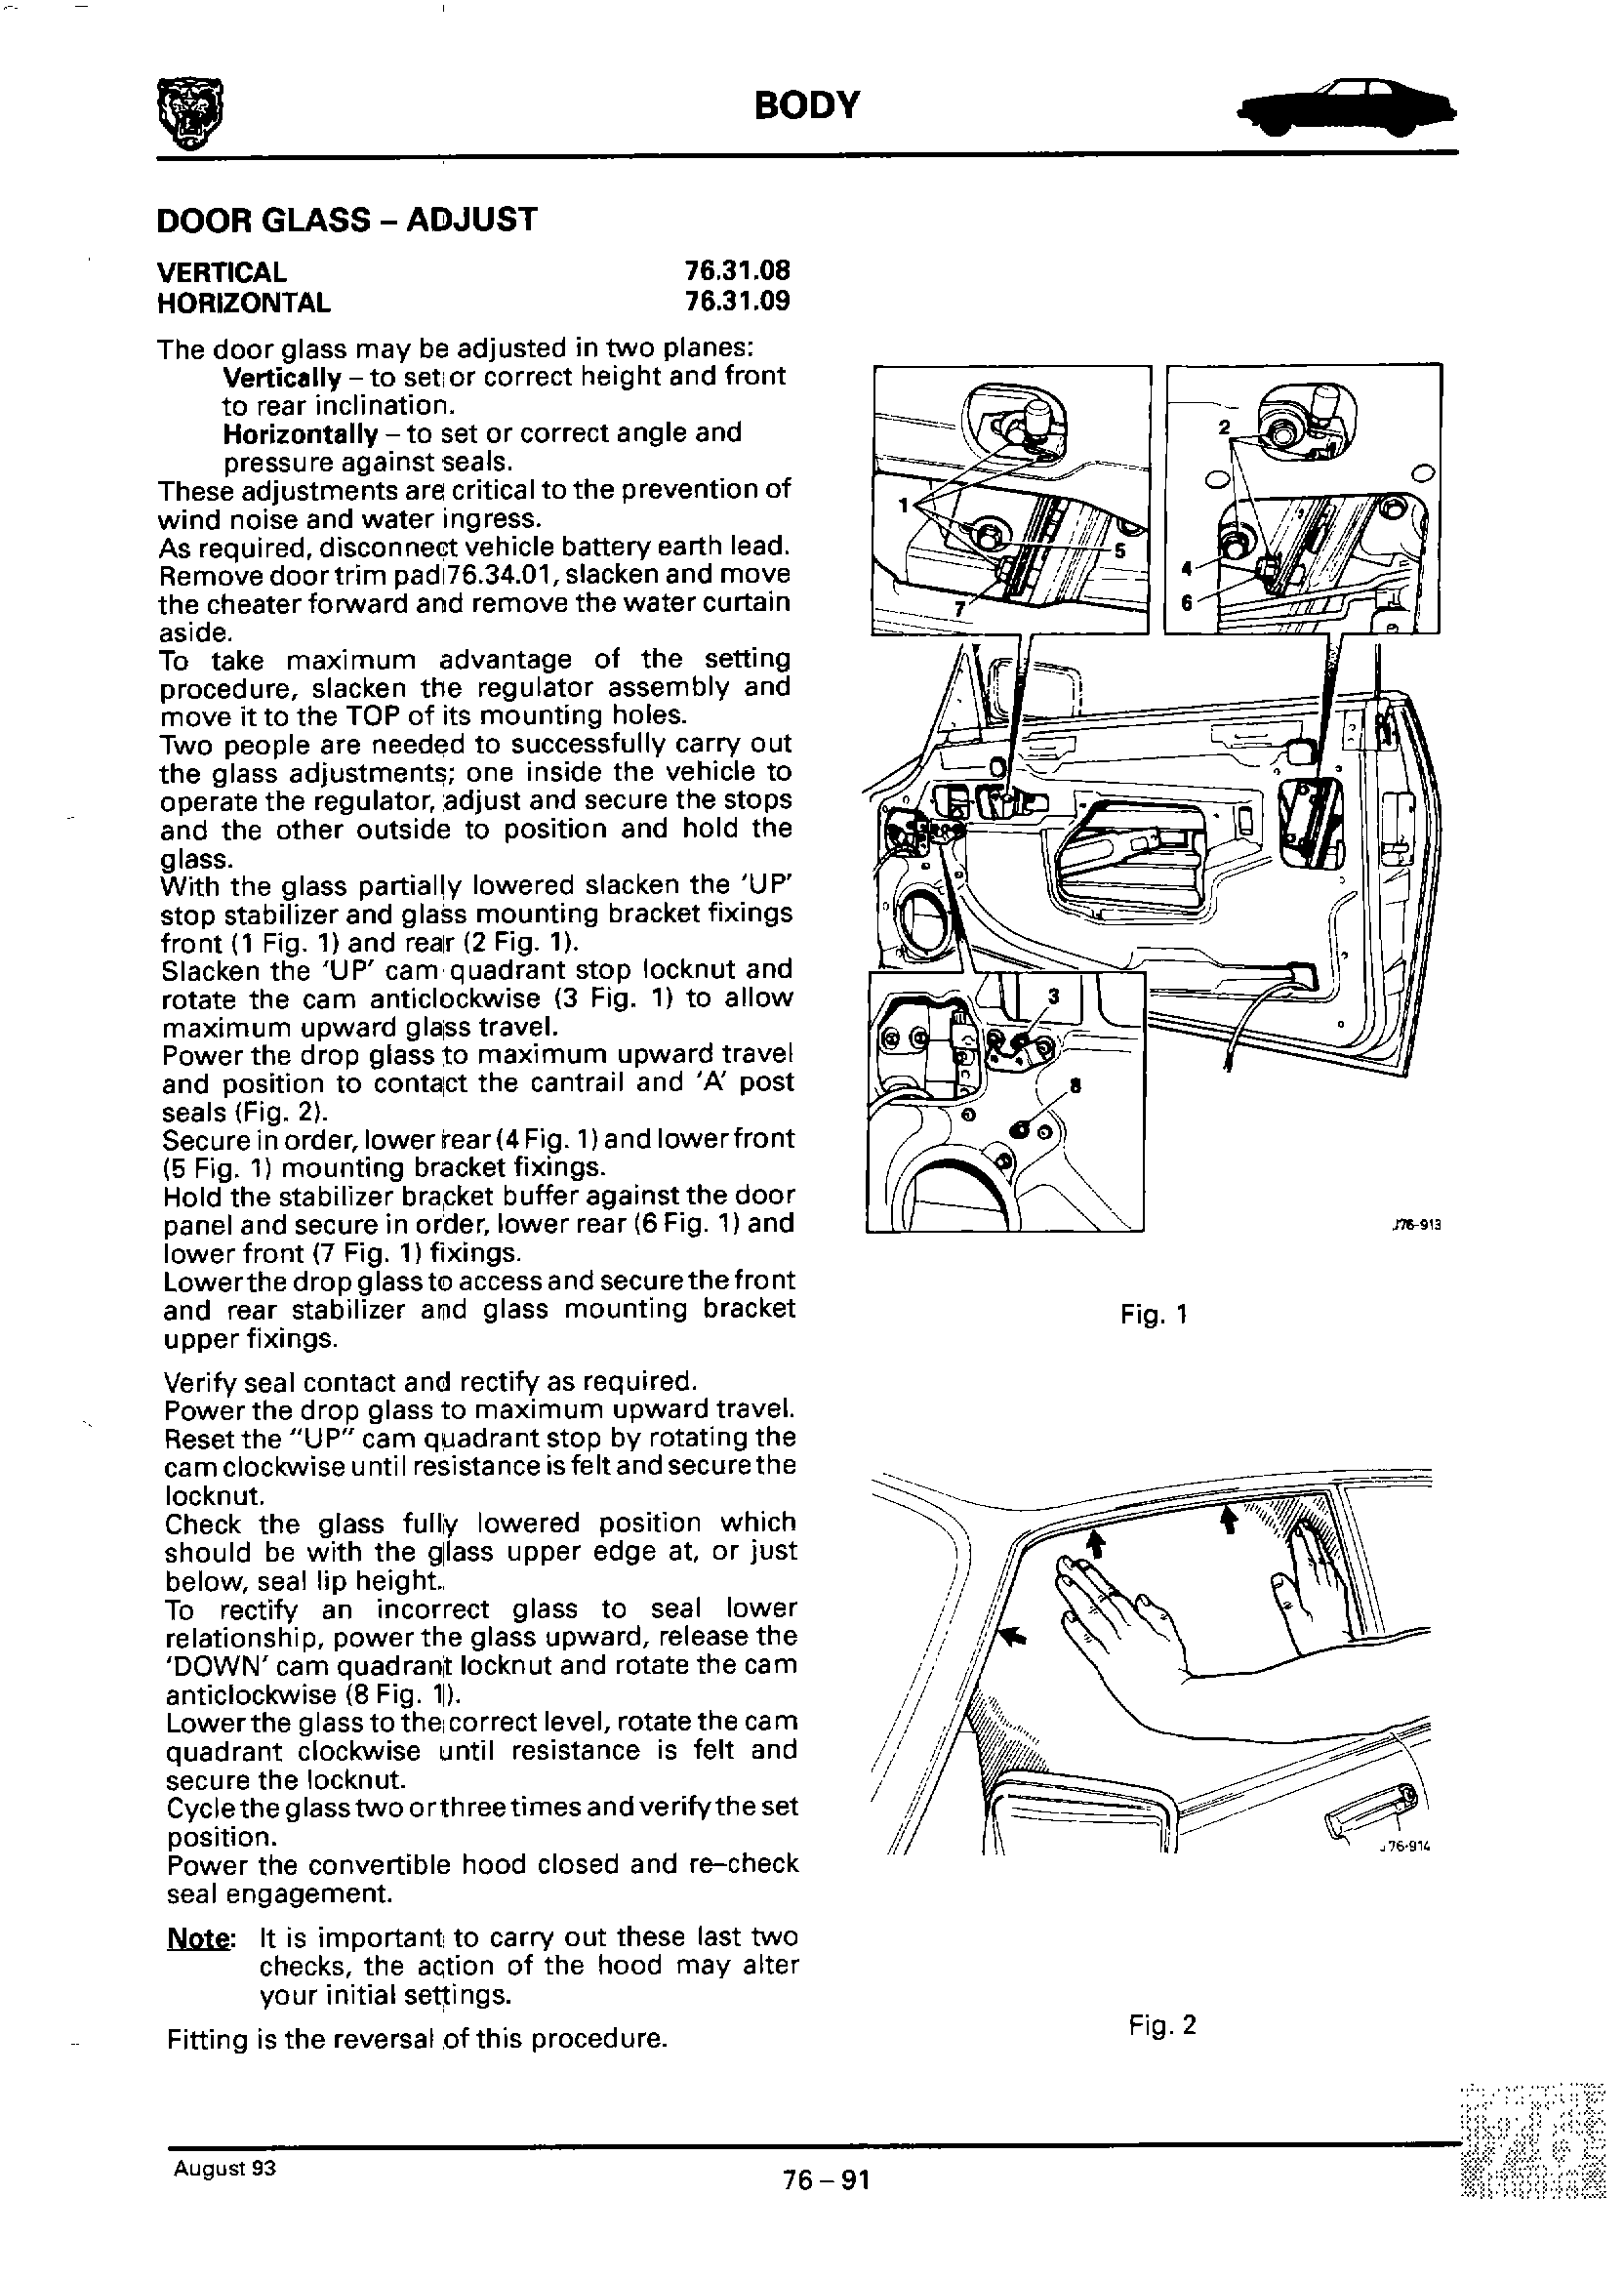 BODY
DOOR GLASS – ADJUST
VERTICAL 76.31.08
HORIZONTAL 76.31.09
The door glass may be adjusted in two planes:
Vertically – to set or correct height and front
to rear inclination.
Horizontally – to set or correct angle and
pressure against seals.
These adjustments are critical to the prevention of
wind noise and water ingress.
As required, disconnect vehicle battery earth lead.
Remove door trim pad 76.34.01, slacken and move
the cheater forward and remove the water curtain
aside.
To take maximum advantage of the setting
procedure, slacken the regulator assembly and
move it to the TOP of its mounting holes.
Two people are needed to successfully carry out
the glass adjustments; one inside the vehicle to
operate the regulator, adjust and secure the stops
and the other outside to position and hold the
glass.
With the glass partially lowered slacken the 'UP'
stop stabilizer and glass mounting bracket fixings
front (1 Fig. 1) and rear (2 Fig. 1).
Slacken the 'UP' cam quadrant stop locknut and
rotate the cam anticlockwise (3 Fig. 1) to allow
maximum upward glass travel.
Power the drop glass to maximum upward travel
and position to contact the cantrail and 'A' post
seals (Fig. 2).
Secure in order, lower rear (4 Fig. 1) and lower front
(5 Fig. 1) mounting bracket fixings.
Hold the stabilizer bracket buffer against the door
panel and secure in order, lower rear (6 Fig. 1) and
lower front (7 Fig. 1) fixings.
Lower the drop glass to access and secure the front
and rear stabilizer and glass mounting bracket
upper fixings.
Verify seal contact and rectify as required.
Power the drop glass to maximum upward travel.
Reset the "UP" cam quadrant stop by rotating the
cam clockwise until resistance is felt and secure the
locknut.
Check the glass fully lowered position which
should be with the glass upper edge at, or just
below, seal lip height.
To rectify an incorrect glass to seal lower
relationship, power the glass upward, release the
'DOWN' cam quadrant locknut and rotate the cam
anticlockwise (8 Fig. 1).
Lower the glass to the correct level, rotate the cam
quadrant clockwise until resistance is felt and
secure the locknut.
Cycle the glass two or three times and verify the set
position.
Power the convertible hood closed and re–check
seal engagement.
Note: It is important to carry out these last two
checks, the action of the hood may alter
your initial settings.
Fitting is the reversal of this procedure.
1
5
7
2
4
6
3
8
J76-913
Fig. 1
J76-914
Fig. 2
76
August 93
76 – 91